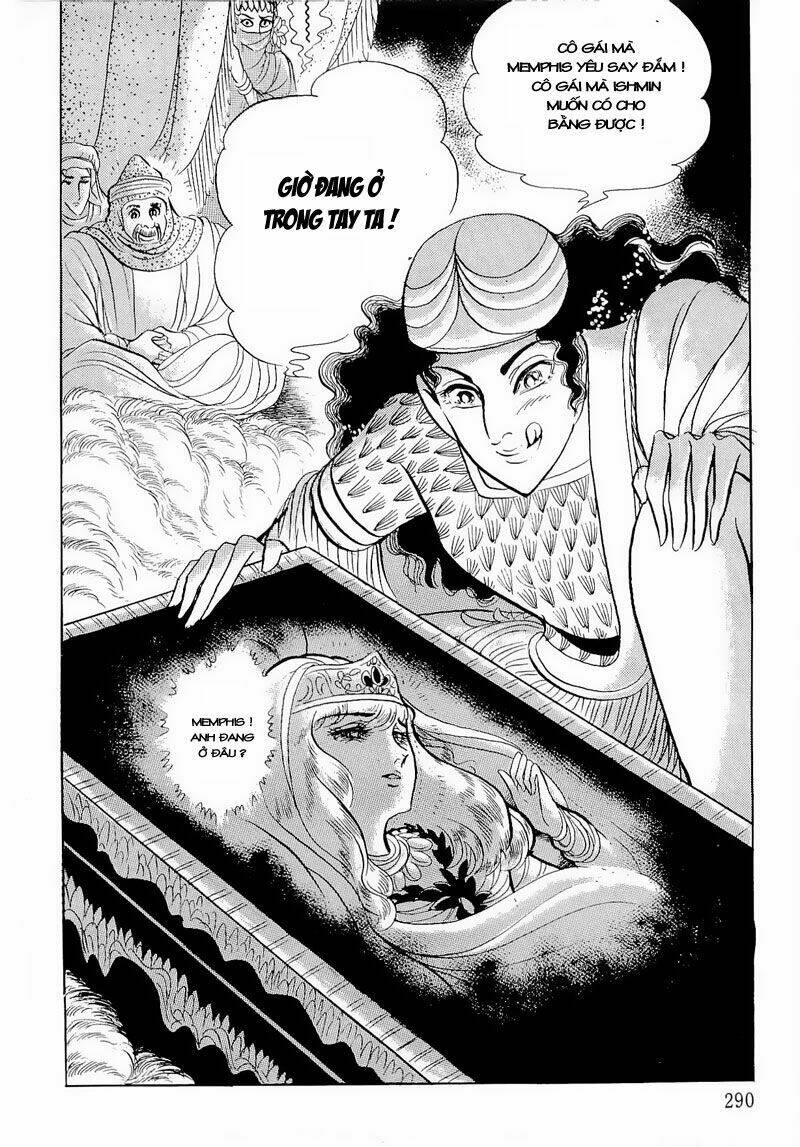 CÔ GÁI MÀ
MEMPHIS YÊU SAY ĐẮM !
CÔ GÁI MÀ ISHMIN
MUỐN CÓ CHO
BẰNG ĐƯỢC !
GIỜ ĐANG Ở
TRONG TAY TA !
MEMPHIS !
ANH ĐANG
Ở ĐÂU ?
290